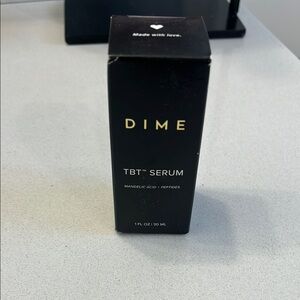 Made with love.
DIME
TBT™ SERUM
MANDELIC ACID + PEPTIDES
1 FL OZ | 30 ML